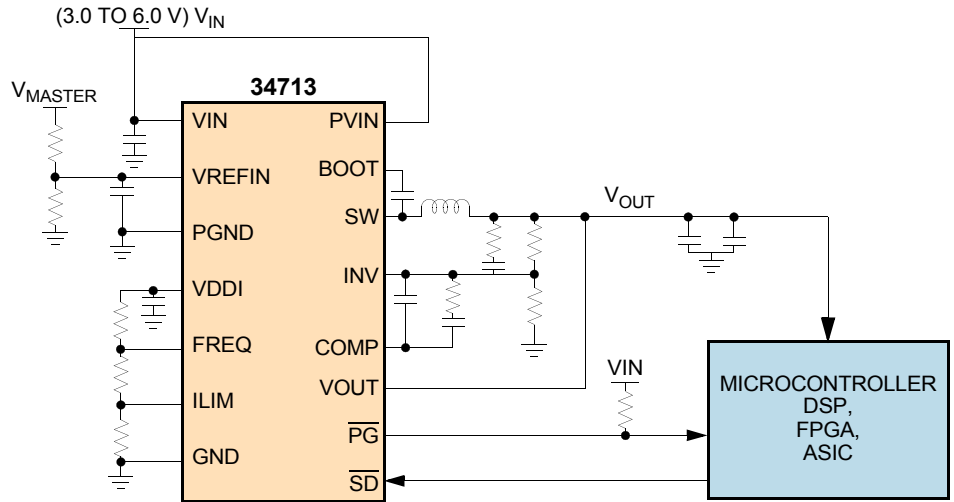 (3.0 TO 6.0 V) VIN
VMASTER
34713
VIN
PVIN
VREFIN
BOOT
PGND
SW
VOUT
VDDI
INV
FREQ
COMP
ILIM
VOUT
GND
PG
SD
VIN
MICROCONTROLLER
DSP,
FPGA,
ASIC